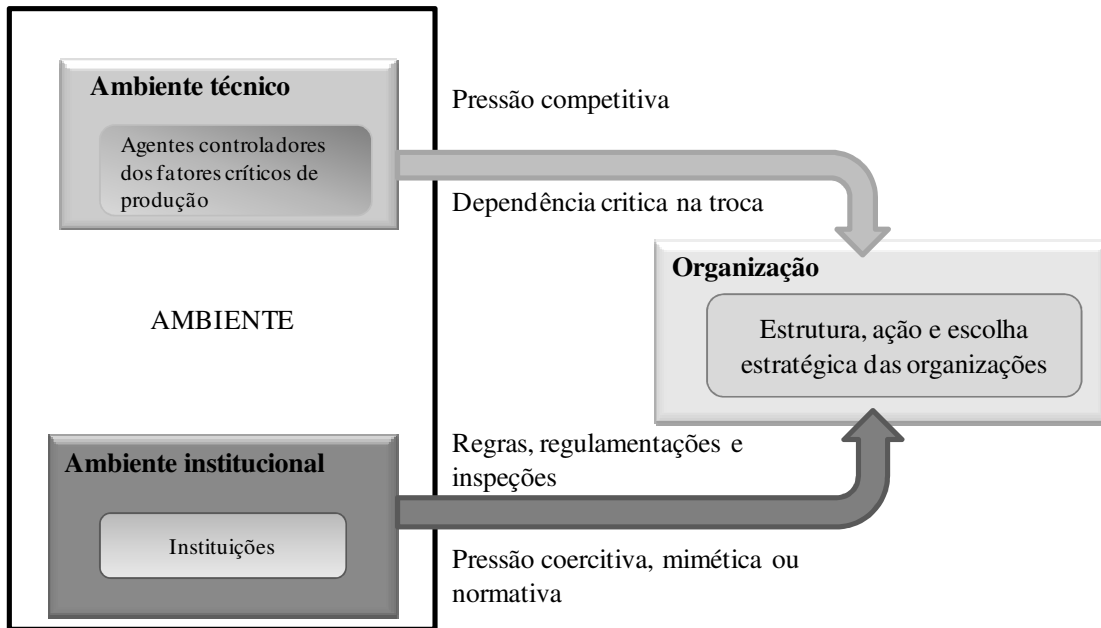 Ambiente técnico
Agentes controladores
dos fatores críticos de
produção
Pressão competitiva
Dependência critica na troca
Organização
Estrutura, ação e escolha
estratégica das organizações
AMBIENTE
Ambiente institucional
Instituições
Regras, regulamentações e
inspeções
Pressão coercitiva, mimética ou
normativa